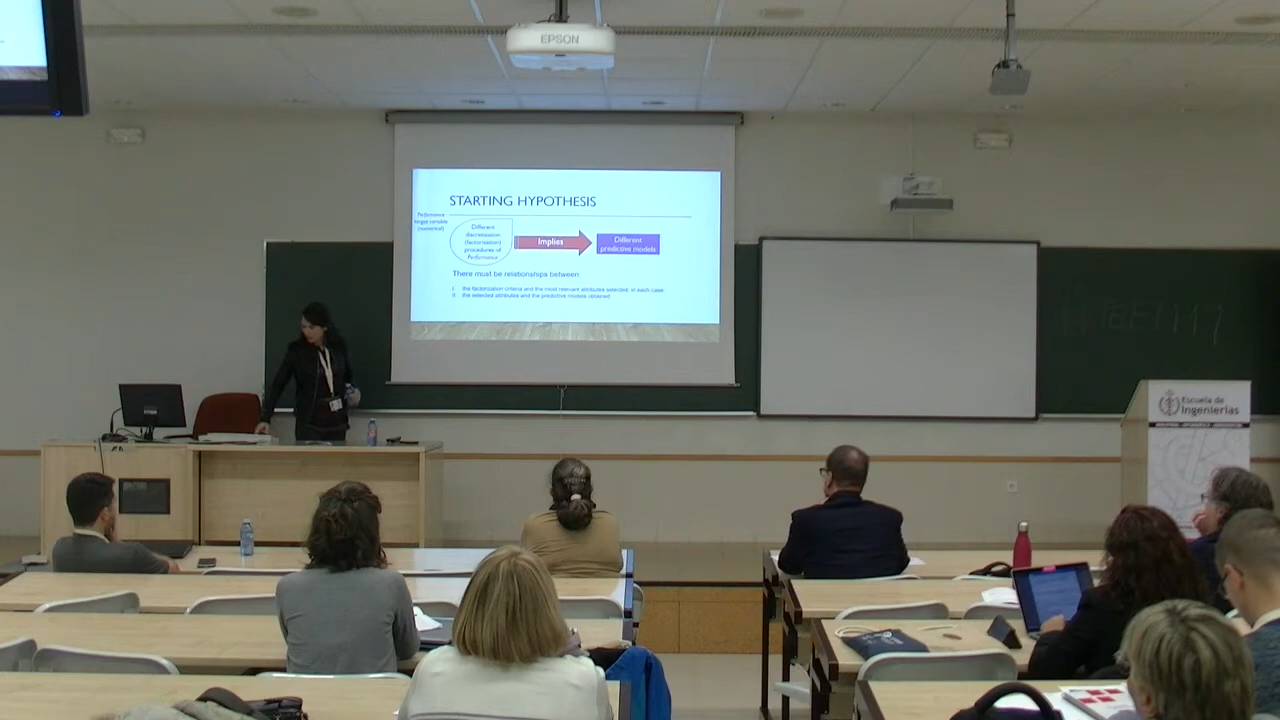 EPSON
STARTING HYPOTHESIS
Performance
target variable
(numerical)
Different
discretization
(factorization)
procedures of
Performance
Implies
Different
predictive models
There must be relationships between
I. the factorization criteria and the most relevant attributes selected, in each case
II. the selected attributes and the predictive models obtained
Escuela de
Ingenierías